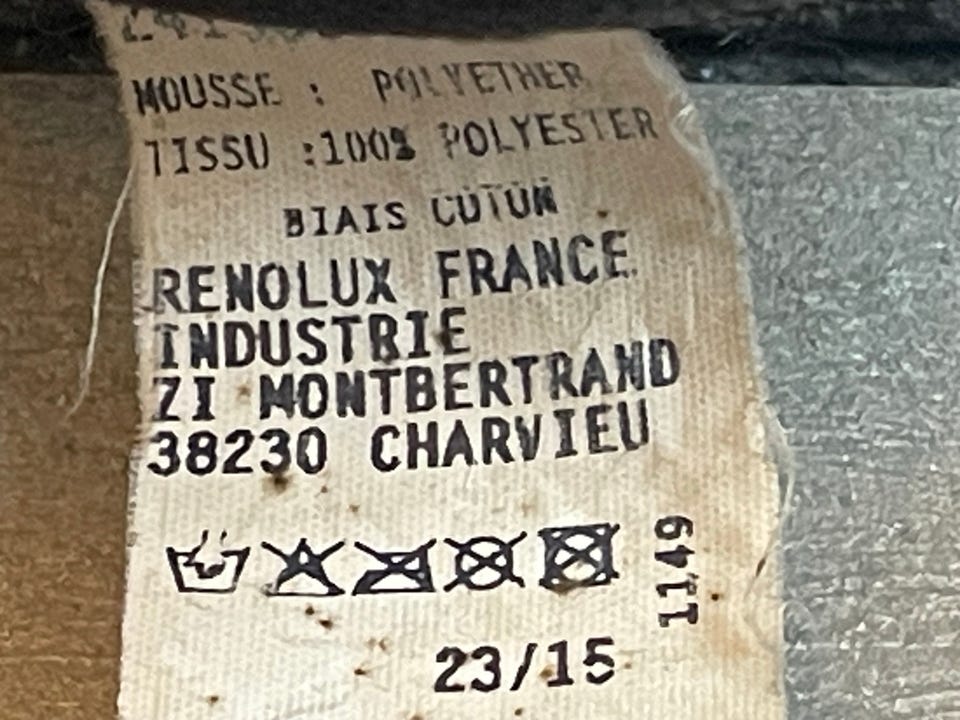 MOUSSE : POLYETHER
TISSU :100% POLYESTER
BIAIS COTON
RENOLUX FRANCE
INDUSTRIE
ZI MONTBERTRAND
38230 CHARVIEU
1149
23/15